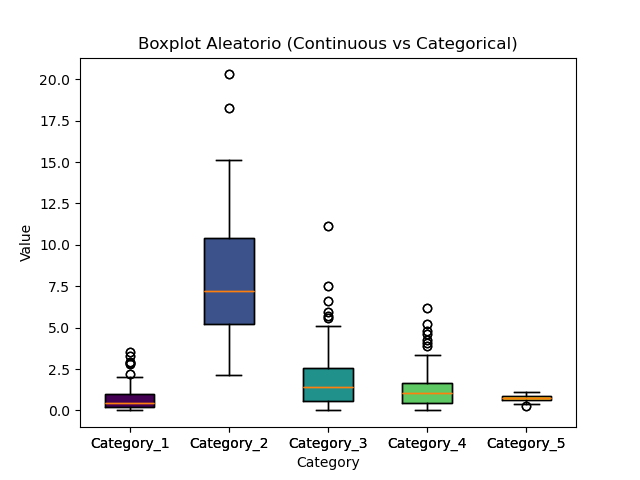 Boxplot Aleatorio (Continuous vs Categorical)
20.0
17.5
15.0
12.5
10.0
7.5
5.0
2.5
0.0
Value
Category_1 Category_2 Category_3 Category_4 Category_5
Category